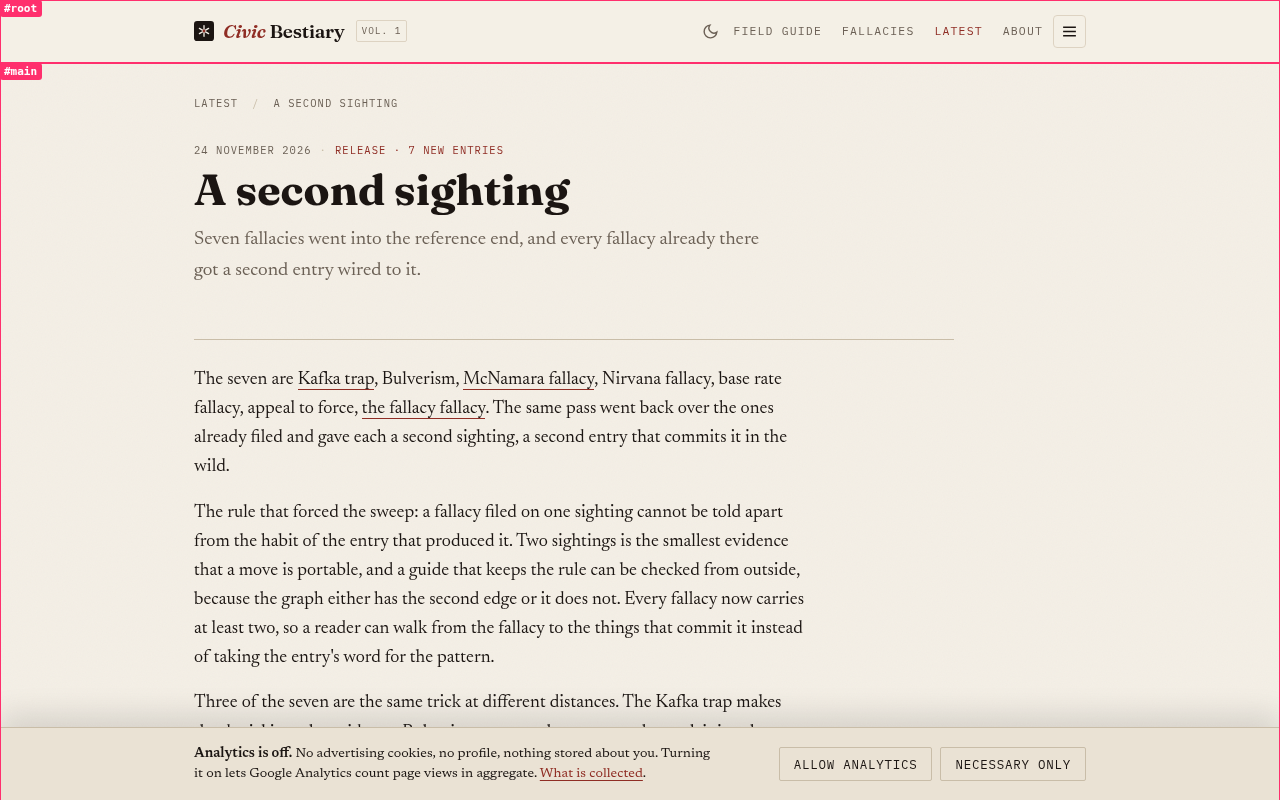 #root
Civic Bestiary
VOL. 1
FIELD GUIDE
FALLACIES
LATEST
ABOUT
#main
LATEST / A SECOND SIGHTING
24 NOVEMBER 2026 · RELEASE · 7 NEW ENTRIES
A second sighting
Seven fallacies went into the reference end, and every fallacy already there
got a second entry wired to it.
The seven are Kafka trap, Bulverism, McNamara fallacy, Nirvana fallacy, base rate
fallacy, appeal to force, the fallacy fallacy. The same pass went back over the ones
already filed and gave each a second sighting, a second entry that commits it in the
wild.
The rule that forced the sweep: a fallacy filed on one sighting cannot be told apart
from the habit of the entry that produced it. Two sightings is the smallest evidence
that a move is portable, and a guide that keeps the rule can be checked from outside,
because the graph either has the second edge or it does not. Every fallacy now carries
at least two, so a reader can walk from the fallacy to the things that commit it instead
of taking the entry's word for the pattern.
Three of the seven are the same trick at different distances. The Kafka trap makes
Analytics is off. No advertising cookies, no profile, nothing stored about you. Turning
it on lets Google Analytics count page views in aggregate. What is collected.
ALLOW ANALYTICS
NECESSARY ONLY